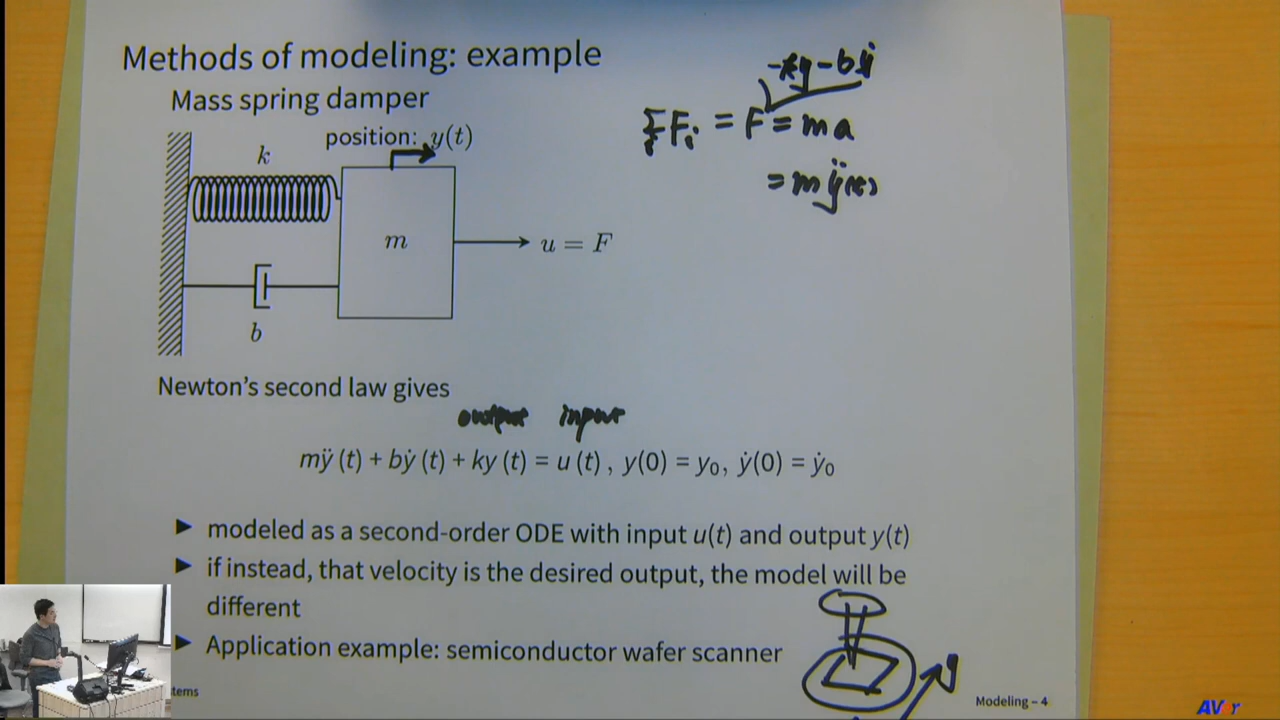 Methods of modeling: example
Mass spring damper
position: y(t)
k
m
u = F
b
-ky - bẏ
Σ Fᵢ = F = ma
i
= mÿ(t)
Newton's second law gives
output input
mÿ (t) + bẏ (t) + ky (t) = u (t) , y(0) = y₀, ẏ(0) = ẏ₀
▶ modeled as a second-order ODE with input u(t) and output y(t)
▶ if instead, that velocity is the desired output, the model will be
different
▶ Application example: semiconductor wafer scanner
y
Modeling – 4
AVer